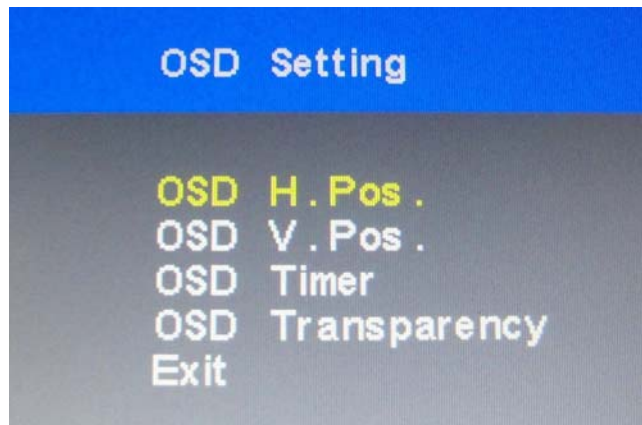 OSD Setting
OSD H.Pos.
OSD V.Pos.
OSD Timer
OSD Transparency
Exit